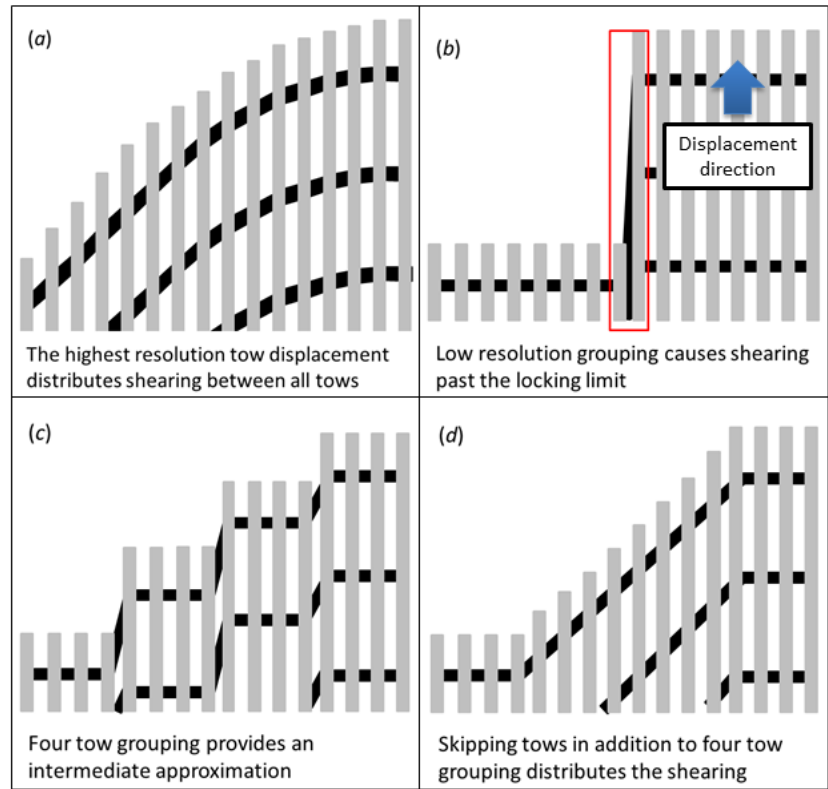 (a)
The highest resolution tow displacement
distributes shearing between all tows
(b)
Displacement
direction
Low resolution grouping causes shearing
past the locking limit
(c)
Four tow grouping provides an
intermediate approximation
(d)
Skipping tows in addition to four tow
grouping distributes the shearing